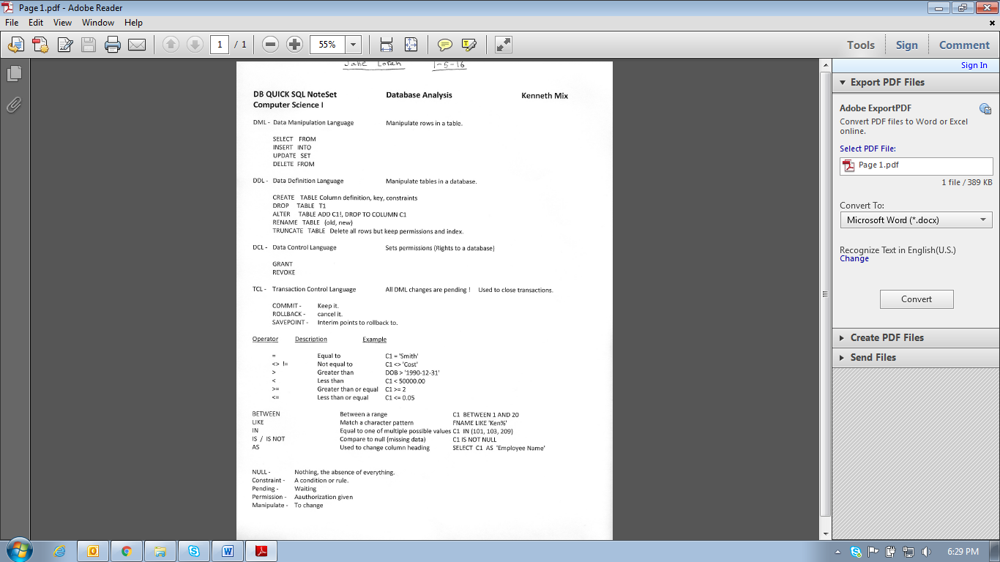 Page 1.pdf - Adobe Reader
File Edit View Window Help
1 / 1 55% Tools Sign Comment
Sign In
Export PDF Files
Adobe ExportPDF
Convert PDF files to Word or Excel
online.
Select PDF File:
Page 1.pdf
1 file / 389 KB
Convert To:
Microsoft Word (*.docx)
Recognize Text in English(U.S.)
Change
Convert
Create PDF Files
Send Files
Jane Loran 1-5-16
DB QUICK SQL NoteSet Database Analysis Kenneth Mix
Computer Science I
DML - Data Manipulation Language Manipulate rows in a table.
SELECT FROM
INSERT INTO
UPDATE SET
DELETE FROM
DDL - Data Definition Language Manipulate tables in a database.
CREATE TABLE Column definition, key, constraints
DROP TABLE T1
ALTER TABLE ADD C1!, DROP TO COLUMN C1
RENAME TABLE (old, new)
TRUNCATE TABLE Delete all rows but keep permissions and index.
DCL - Data Control Language Sets permissions (Rights to a database)
GRANT
REVOKE
TCL - Transaction Control Language All DML changes are pending ! Used to close transactions.
COMMIT - Keep it.
ROLLBACK - cancel it.
SAVEPOINT - Interim points to rollback to.
Operator Description Example
= Equal to C1 = 'Smith'
<> != Not equal to C1 <> 'Cost'
> Greater than DOB > '1990-12-31'
< Less than C1 < 50000.00
>= Greater than or equal C1 >= 2
<= Less than or equal C1 <= 0.05
BETWEEN Between a range C1 BETWEEN 1 AND 20
LIKE Match a character pattern FNAME LIKE 'Ken%'
IN Equal to one of multiple possible values C1 IN (101, 103, 209)
IS / IS NOT Compare to null (missing data) C1 IS NOT NULL
AS Used to change column heading SELECT C1 AS 'Employee Name'
NULL - Nothing, the absence of everything.
Constraint - A condition or rule.
Pending - Waiting
Permission - Aauthorization given
Manipulate - To change
6:29 PM